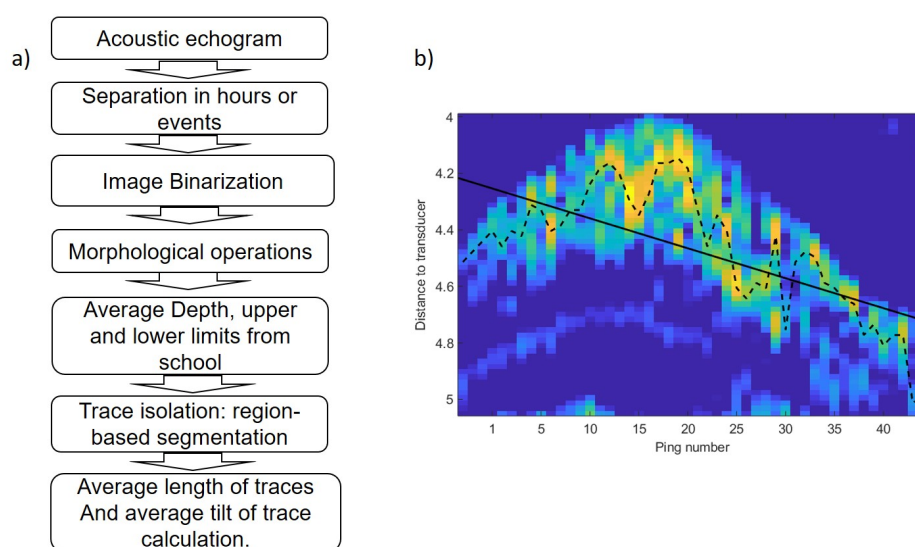 a)
Acoustic echogram
Separation in hours or
events
Image Binarization
Morphological operations
Average Depth, upper
and lower limits from
school
Trace isolation: region-
based segmentation
Average length of traces
And average tilt of trace
calculation.
b)
Distance to transducer
4
4.2
4.4
4.6
4.8
5
1 5 10 15 20 25 30 35 40
Ping number